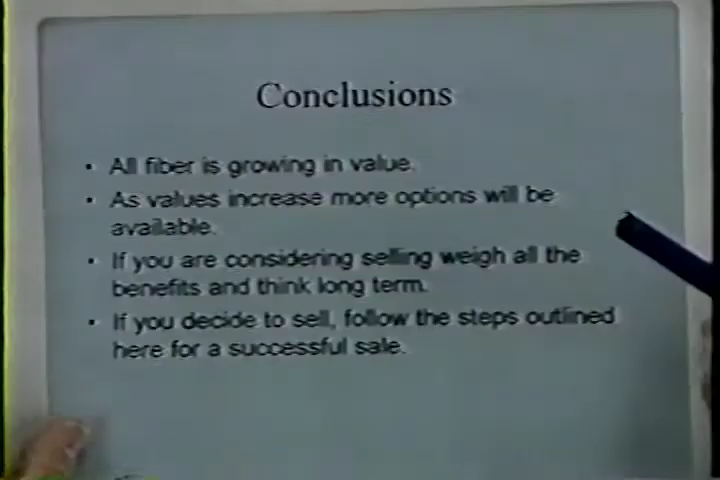 Conclusions
• All fiber is growing in value.
• As values increase more options will be
available.
• If you are considering selling weigh all the
benefits and think long term.
• If you decide to sell, follow the steps outlined
here for a successful sale.